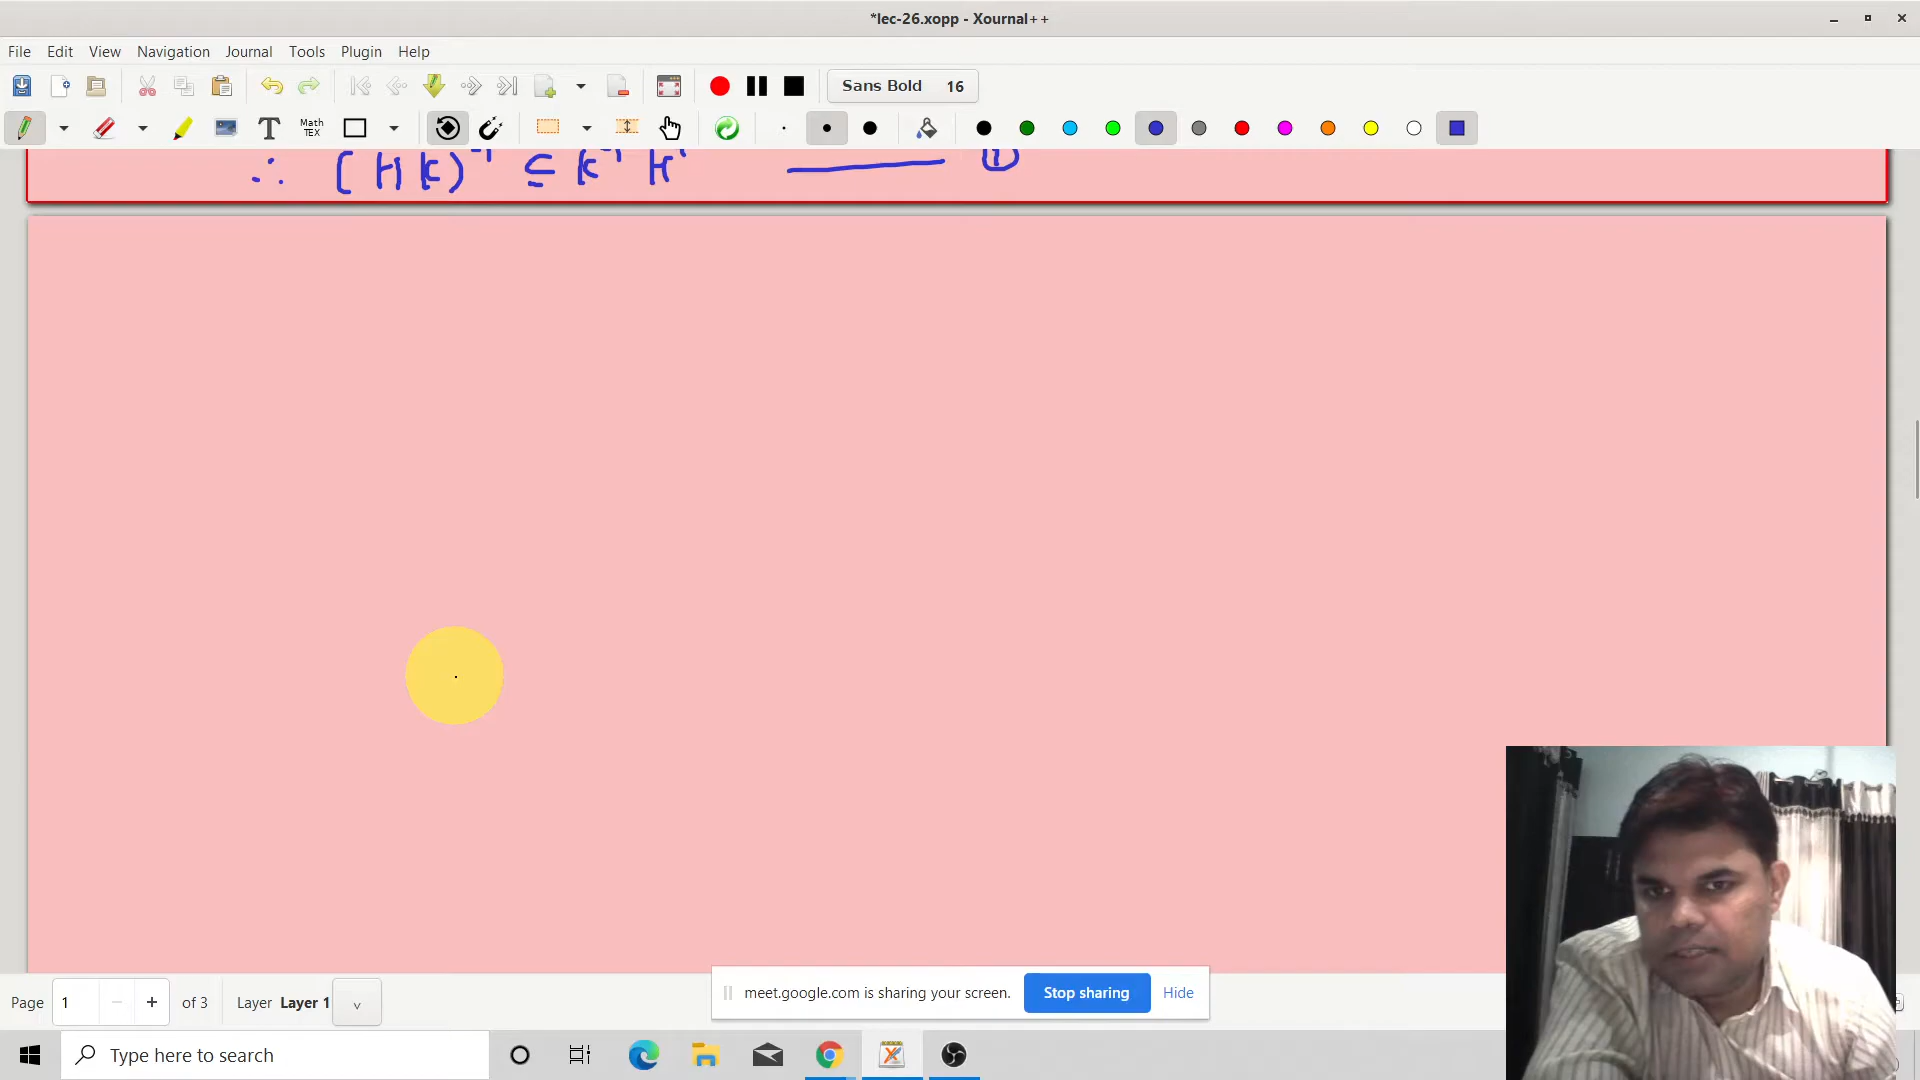 *lec-26.xopp - Xournal++
File Edit View Navigation Journal Tools Plugin Help
Sans Bold 16
T Math TEX
∴ (HK)⁻¹ ⊆ K⁻¹ H⁻¹ ——— ①
Page 1 of 3 Layer Layer 1
meet.google.com is sharing your screen. Stop sharing Hide
Type here to search